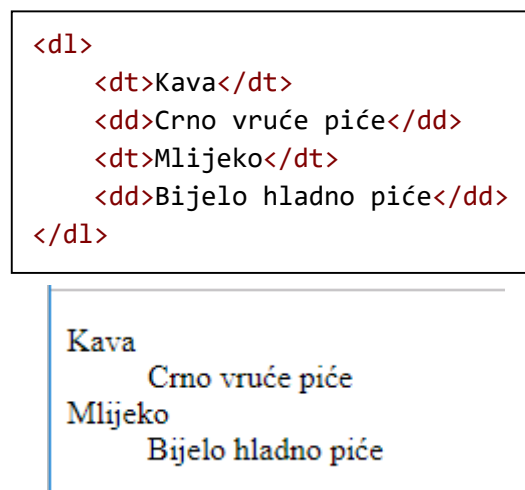 <dl>
    <dt>Kava</dt>
    <dd>Crno vruće piće</dd>
    <dt>Mlijeko</dt>
    <dd>Bijelo hladno piće</dd>
</dl>
Kava
Crno vruće piće
Mlijeko
Bijelo hladno piće